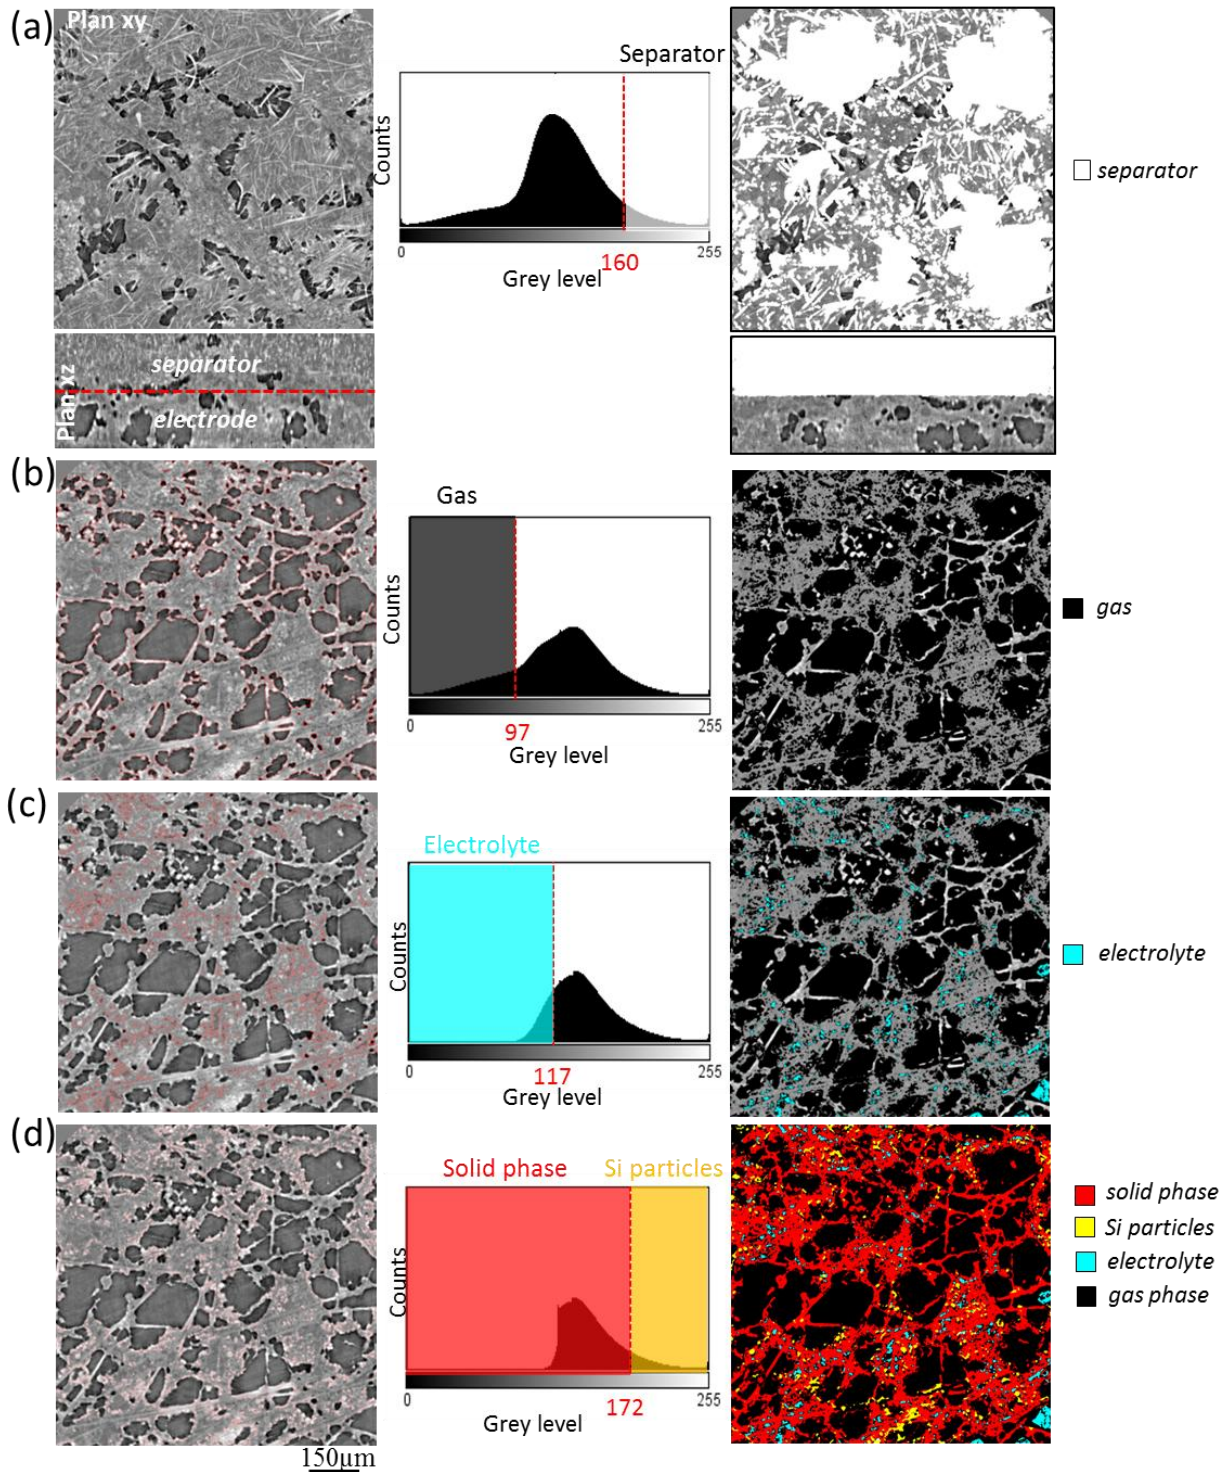 (a)
Plan xy
Separator
Counts
0
160
255
Grey level
separator
Plan xz
separator
electrode
(b)
Gas
Counts
0
97
255
Grey level
gas
(c)
Electrolyte
Counts
0
117
255
Grey level
electrolyte
(d)
Solid phase
Si particles
Counts
0
172
255
Grey level
solid phase
Si particles
electrolyte
gas phase
150µm